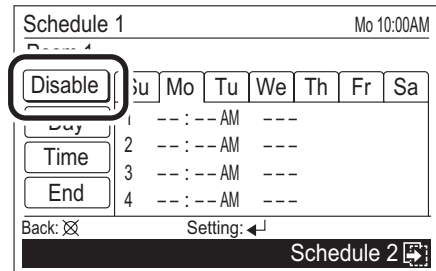 Schedule 1 Mo 10:00AM
Disable Mo Tu We Th Fr Sa
1 --:--AM ---
Time 2 --:--AM ---
3 --:--AM ---
End 4 --:--AM ---
Back: Setting:
Schedule 2